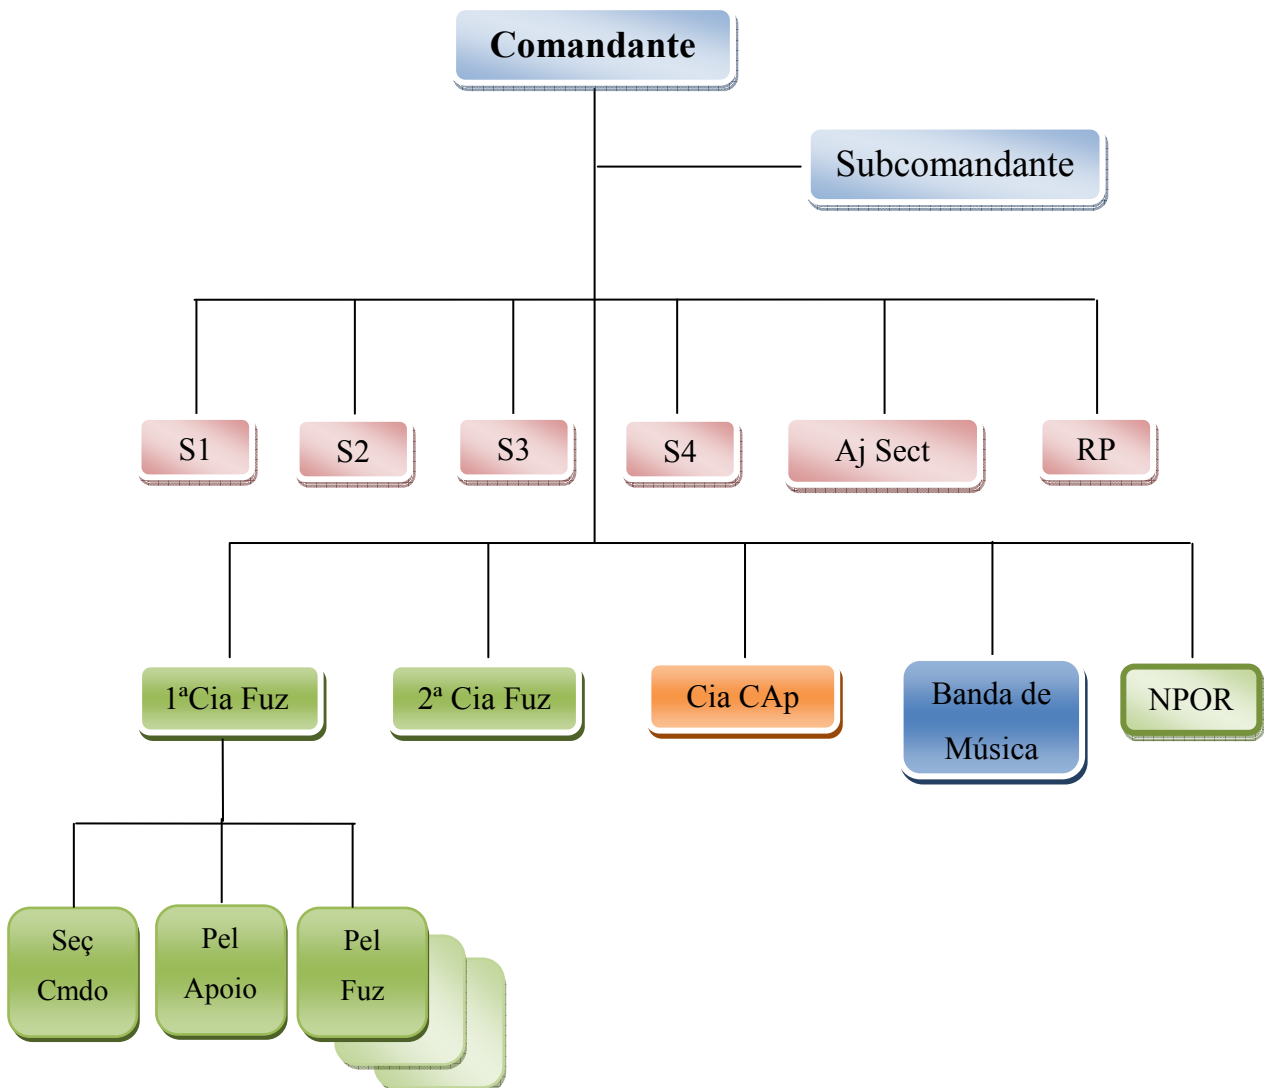 Comandante
Subcomandante
S1
S2
S3
S4
Aj Sect
RP
1ªCia Fuz
2ª Cia Fuz
Cia CAp
Banda de
Música
NPOR
Seç
Cmdo
Pel
Apoio
Pel
Fuz